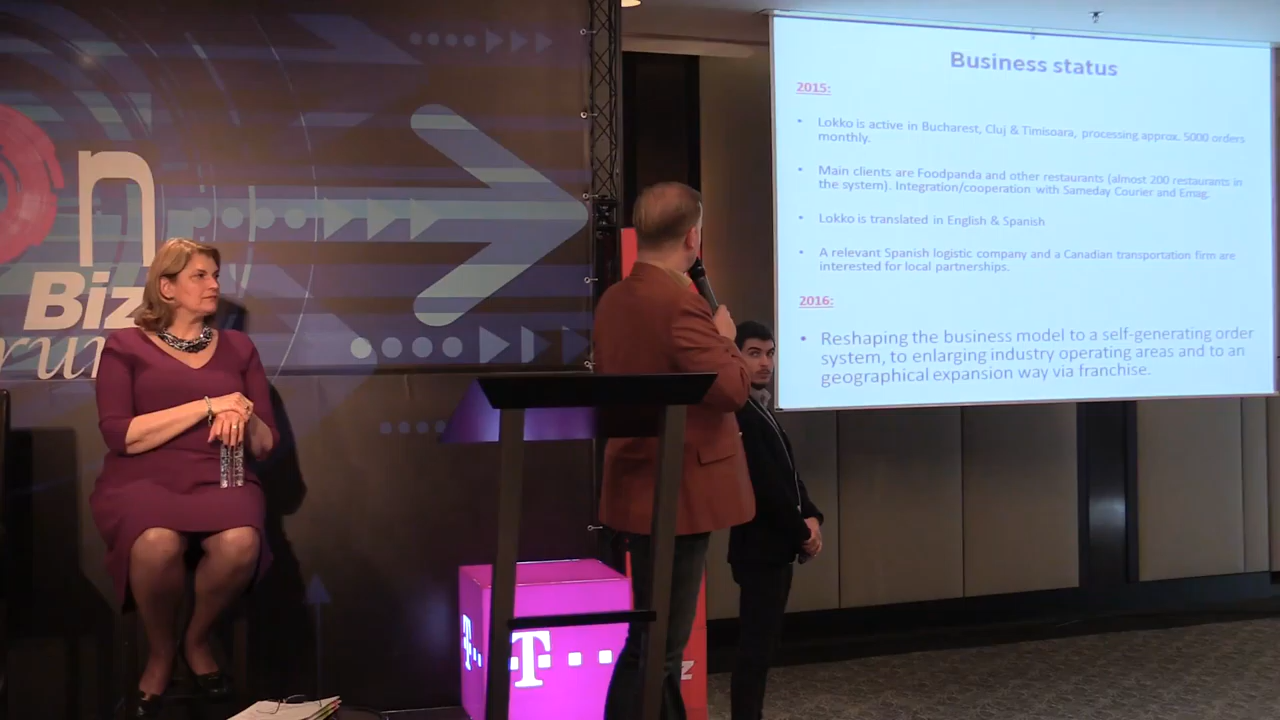 Business status
2015:
• Lokko is active in Bucharest, Cluj & Timisoara, processing approx. 5000 orders
monthly.
• Main clients are Foodpanda and other restaurants (almost 200 restaurants in
the system). Integration/cooperation with Sameday Courier and Emag.
• Lokko is translated in English & Spanish
• A relevant Spanish logistic company and a Canadian transportation firm are
interested for local partnerships.
2016:
• Reshaping the business model to a self-generating order
system, to enlarging industry operating areas and to an
geographical expansion way via franchise.
On
Biz
T
T